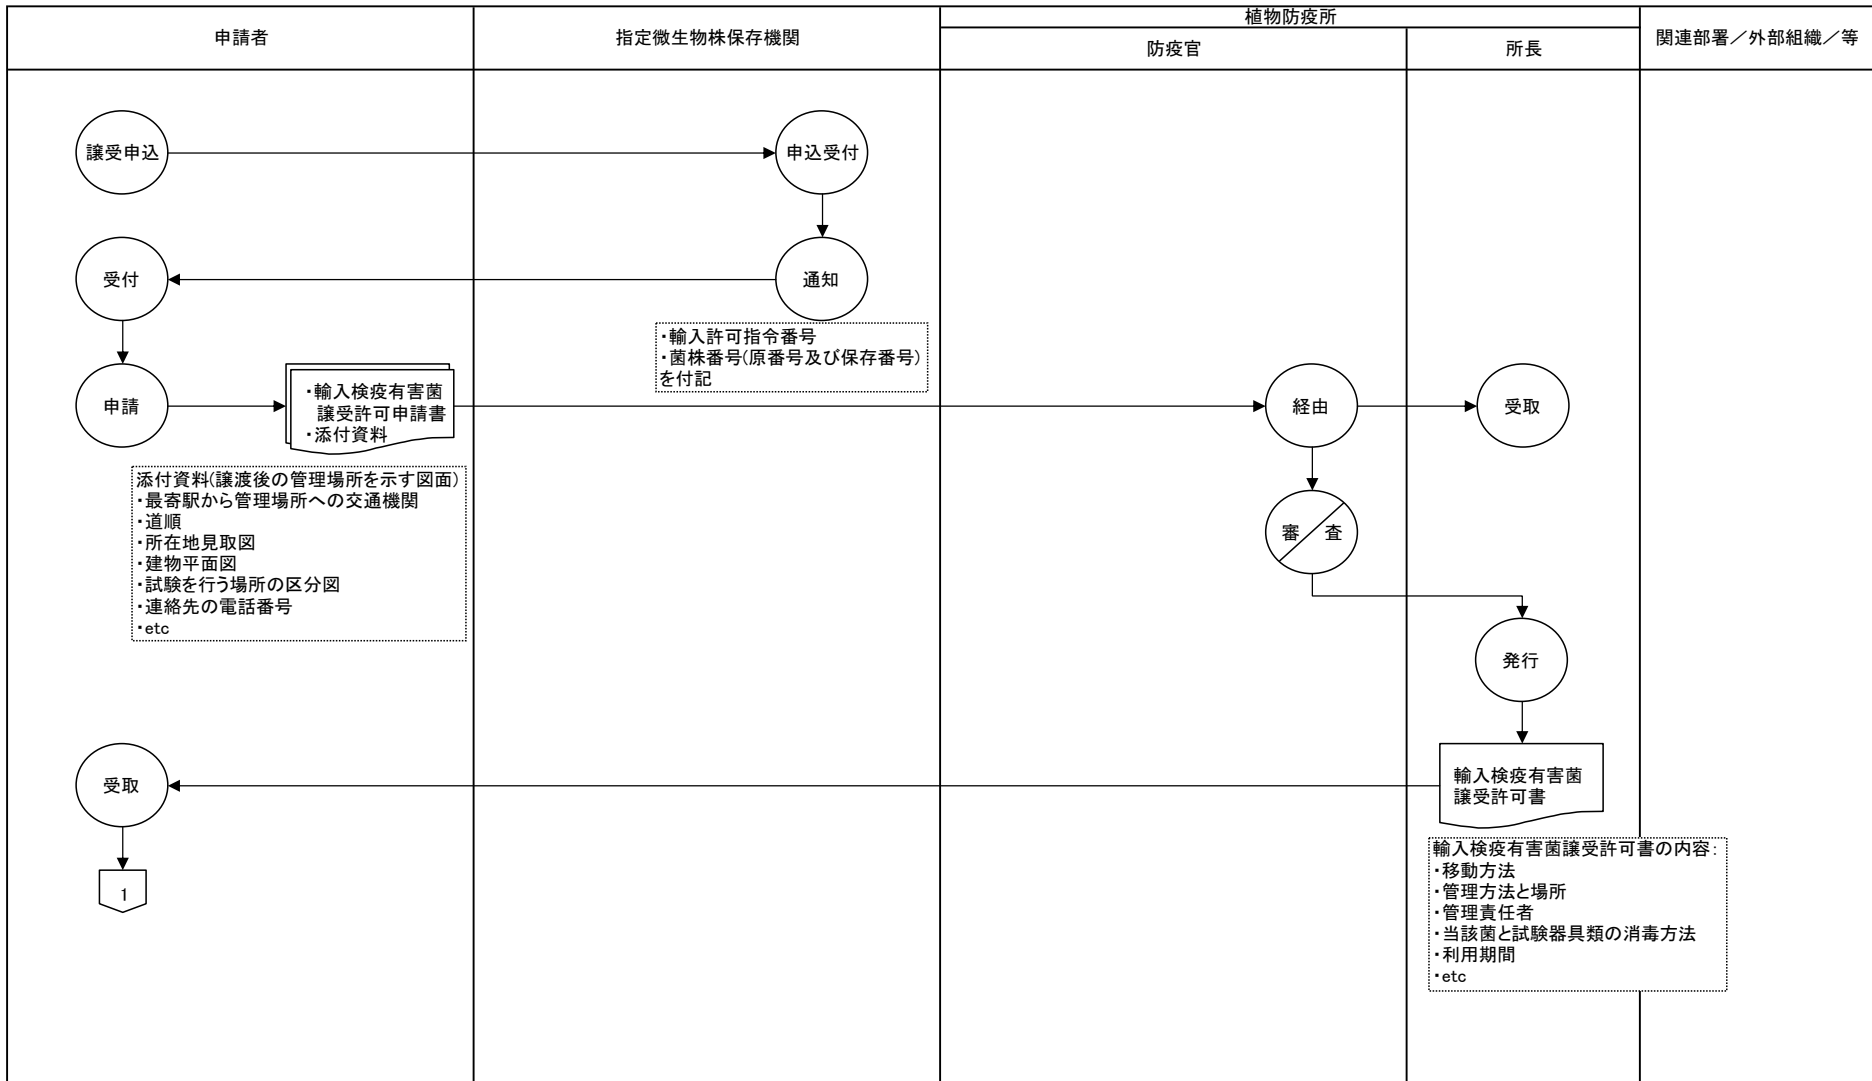 申請者
指定微生物株保存機関
植物防疫所
防疫官
所長
関連部署／外部組織／等
譲受申込
申込受付
受付
通知
・輸入許可指令番号
・菌株番号(原番号及び保存番号)
を付記
申請
・輸入検疫有害菌
譲受許可申請書
・添付資料
経由
受取
添付資料(譲渡後の管理場所を示す図面)
・最寄駅から管理場所への交通機関
・道順
・所在地見取図
・建物平面図
・試験を行う場所の区分図
・連絡先の電話番号
・etc
審査
発行
受取
輸入検疫有害菌
譲受許可書
1
輸入検疫有害菌譲受許可書の内容:
・移動方法
・管理方法と場所
・管理責任者
・当該菌と試験器具類の消毒方法
・利用期間
・etc